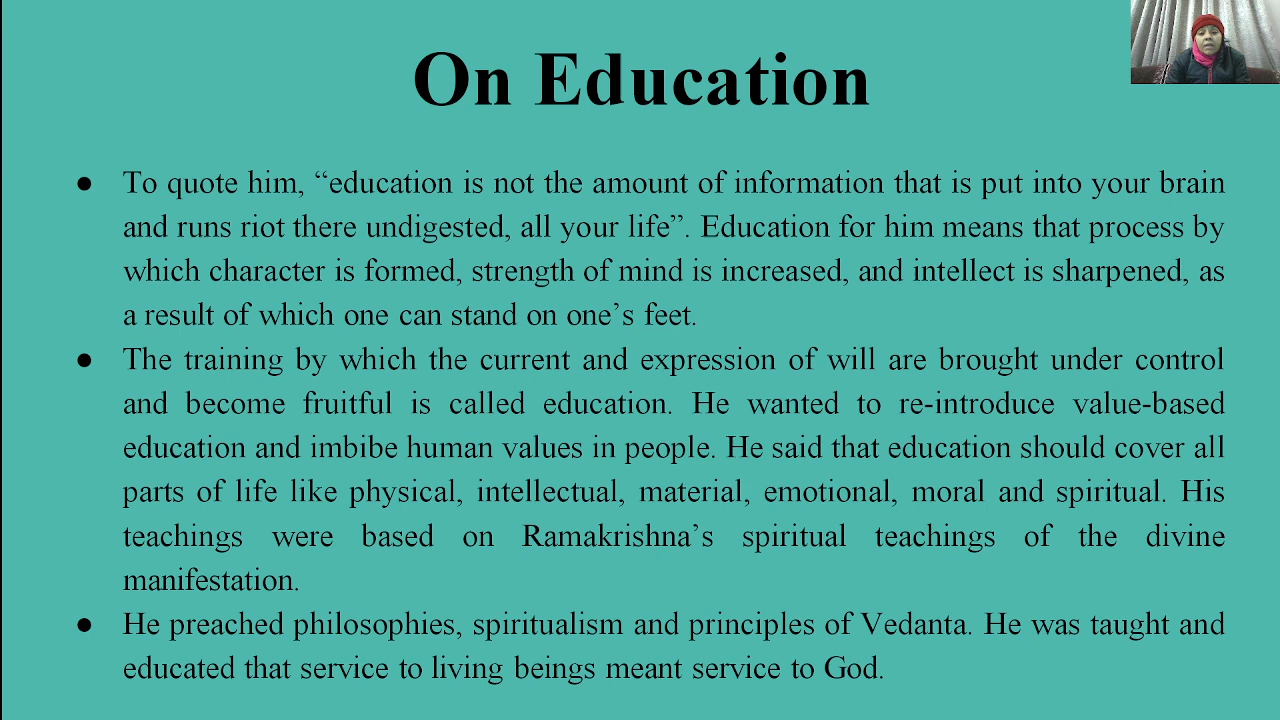 On Education
● To quote him, “education is not the amount of information that is put into your brain
and runs riot there undigested, all your life”. Education for him means that process by
which character is formed, strength of mind is increased, and intellect is sharpened, as
a result of which one can stand on one’s feet.
● The training by which the current and expression of will are brought under control
and become fruitful is called education. He wanted to re-introduce value-based
education and imbibe human values in people. He said that education should cover all
parts of life like physical, intellectual, material, emotional, moral and spiritual. His
teachings were based on Ramakrishna’s spiritual teachings of the divine
manifestation.
● He preached philosophies, spiritualism and principles of Vedanta. He was taught and
educated that service to living beings meant service to God.